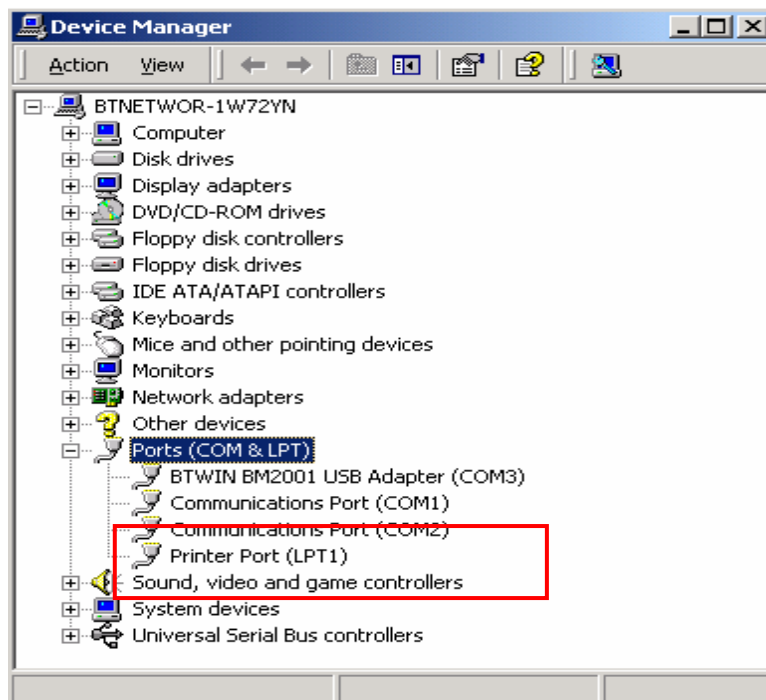 Device Manager
Action View
BTNETWOR-1W72YN
Computer
Disk drives
Display adapters
DVD/CD-ROM drives
Floppy disk controllers
Floppy disk drives
IDE ATA/ATAPI controllers
Keyboards
Mice and other pointing devices
Monitors
Network adapters
Other devices
Ports (COM & LPT)
BTWIN BM2001 USB Adapter (COM3)
Communications Port (COM1)
Communications Port (COM2)
Printer Port (LPT1)
Sound, video and game controllers
System devices
Universal Serial Bus controllers